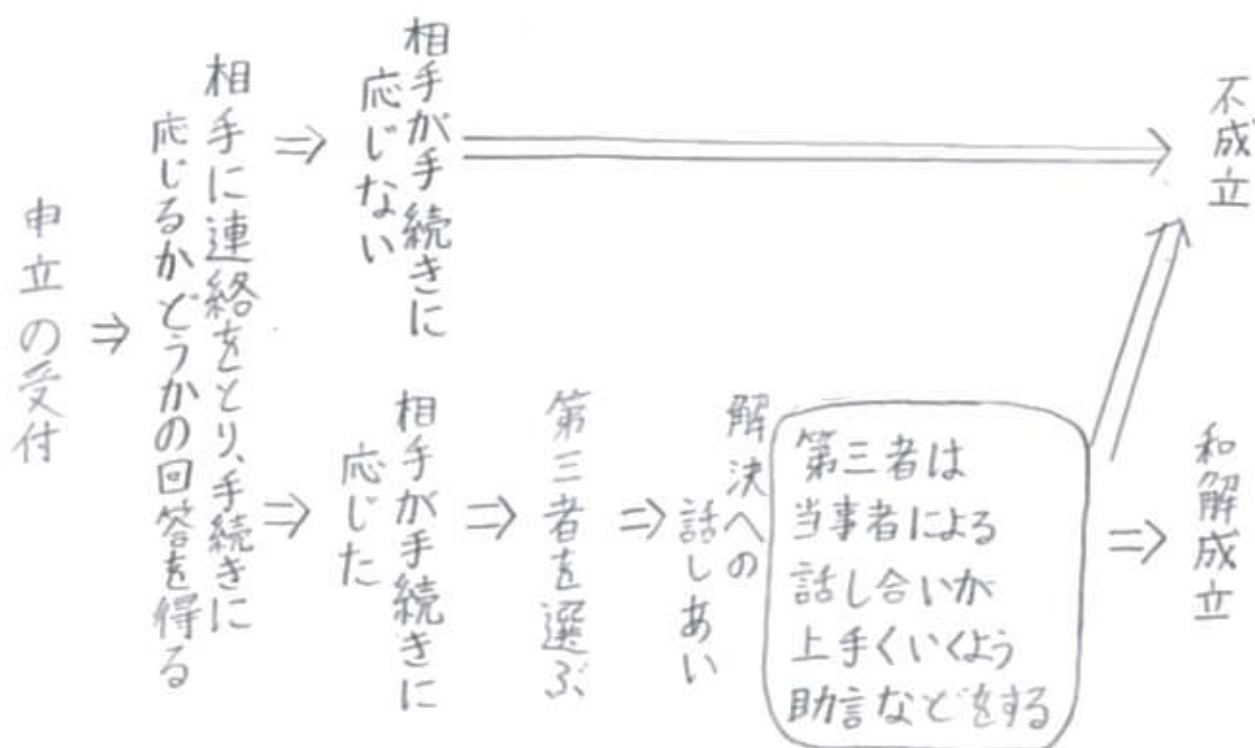 申立の受付
⇒
相手に連絡をとり、手続きに
応じるかどうかの回答を得る
⇒
相手が手続きに
応じない
不成立
⇒
相手が手続きに
応じた
⇒
第三者を選ぶ
⇒
解決への
話しあい
第三者は
当事者による
話し合いが
上手くいくよう
助言などをする
⇒
和解成立